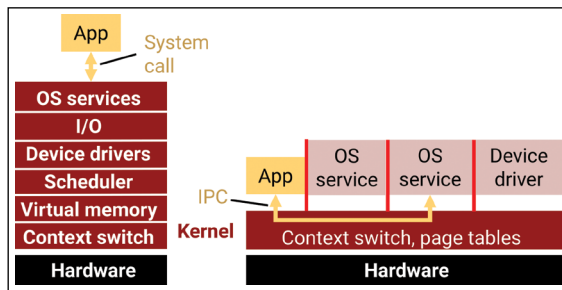 App
System
call
OS services
I/O
Device drivers
Scheduler
Virtual memory
Context switch
Hardware
App
OS
service
OS
service
Device
driver
IPC
Kernel
Context switch, page tables
Hardware